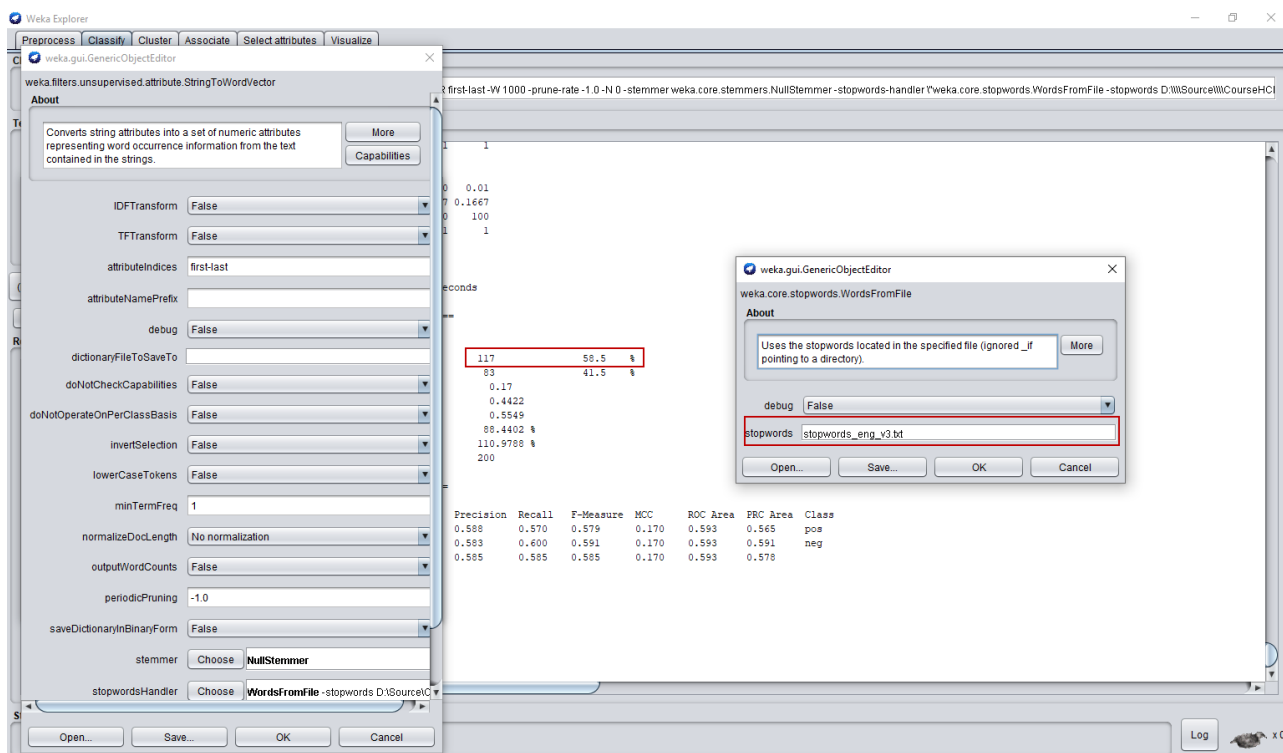 Weka Explorer
Preprocess Classify Cluster Associate Select attributes Visualize
weka.gui.GenericObjectEditor
weka.filters.unsupervised.attribute.StringToWordVector
About
Converts string attributes into a set of numeric attributes
representing word occurrence information from the text
contained in the strings.
More
Capabilities
IDFTransform False
TFTransform False
attributeIndices first-last
attributeNamePrefix
debug False
dictionaryFileToSaveTo
doNotCheckCapabilities False
doNotOperateOnPerClassBasis False
invertSelection False
lowerCaseTokens False
minTermFreq 1
normalizeDocLength No normalization
outputWordCounts False
periodicPruning -1.0
saveDictionaryInBinaryForm False
stemmer Choose NullStemmer
stopwordsHandler Choose WordsFromFile -stopwords D:\Source\C
Open... Save... OK Cancel
first-last -W 1000 -prune-rate -1.0 -N 0 -stemmer weka.core.stemmers.NullStemmer -stopwords-handler \"weka.core.stopwords.WordsFromFile -stopwords D:\\\\Source\\\\CourseHCI
1 1
0 0.01
7 0.1667
0 100
1 1
econds
==
117 58.5 %
83 41.5 %
0.17
0.4422
0.5549
88.4402 %
110.9788 %
200
=
Precision Recall F-Measure MCC ROC Area PRC Area Class
0.588 0.570 0.579 0.170 0.593 0.565 pos
0.583 0.600 0.591 0.170 0.593 0.591 neg
0.585 0.585 0.585 0.170 0.593 0.578
weka.gui.GenericObjectEditor
weka.core.stopwords.WordsFromFile
About
Uses the stopwords located in the specified file (ignored _if
pointing to a directory).
More
debug False
stopwords stopwords_eng_v3.txt
Open... Save... OK Cancel
Log
x 0